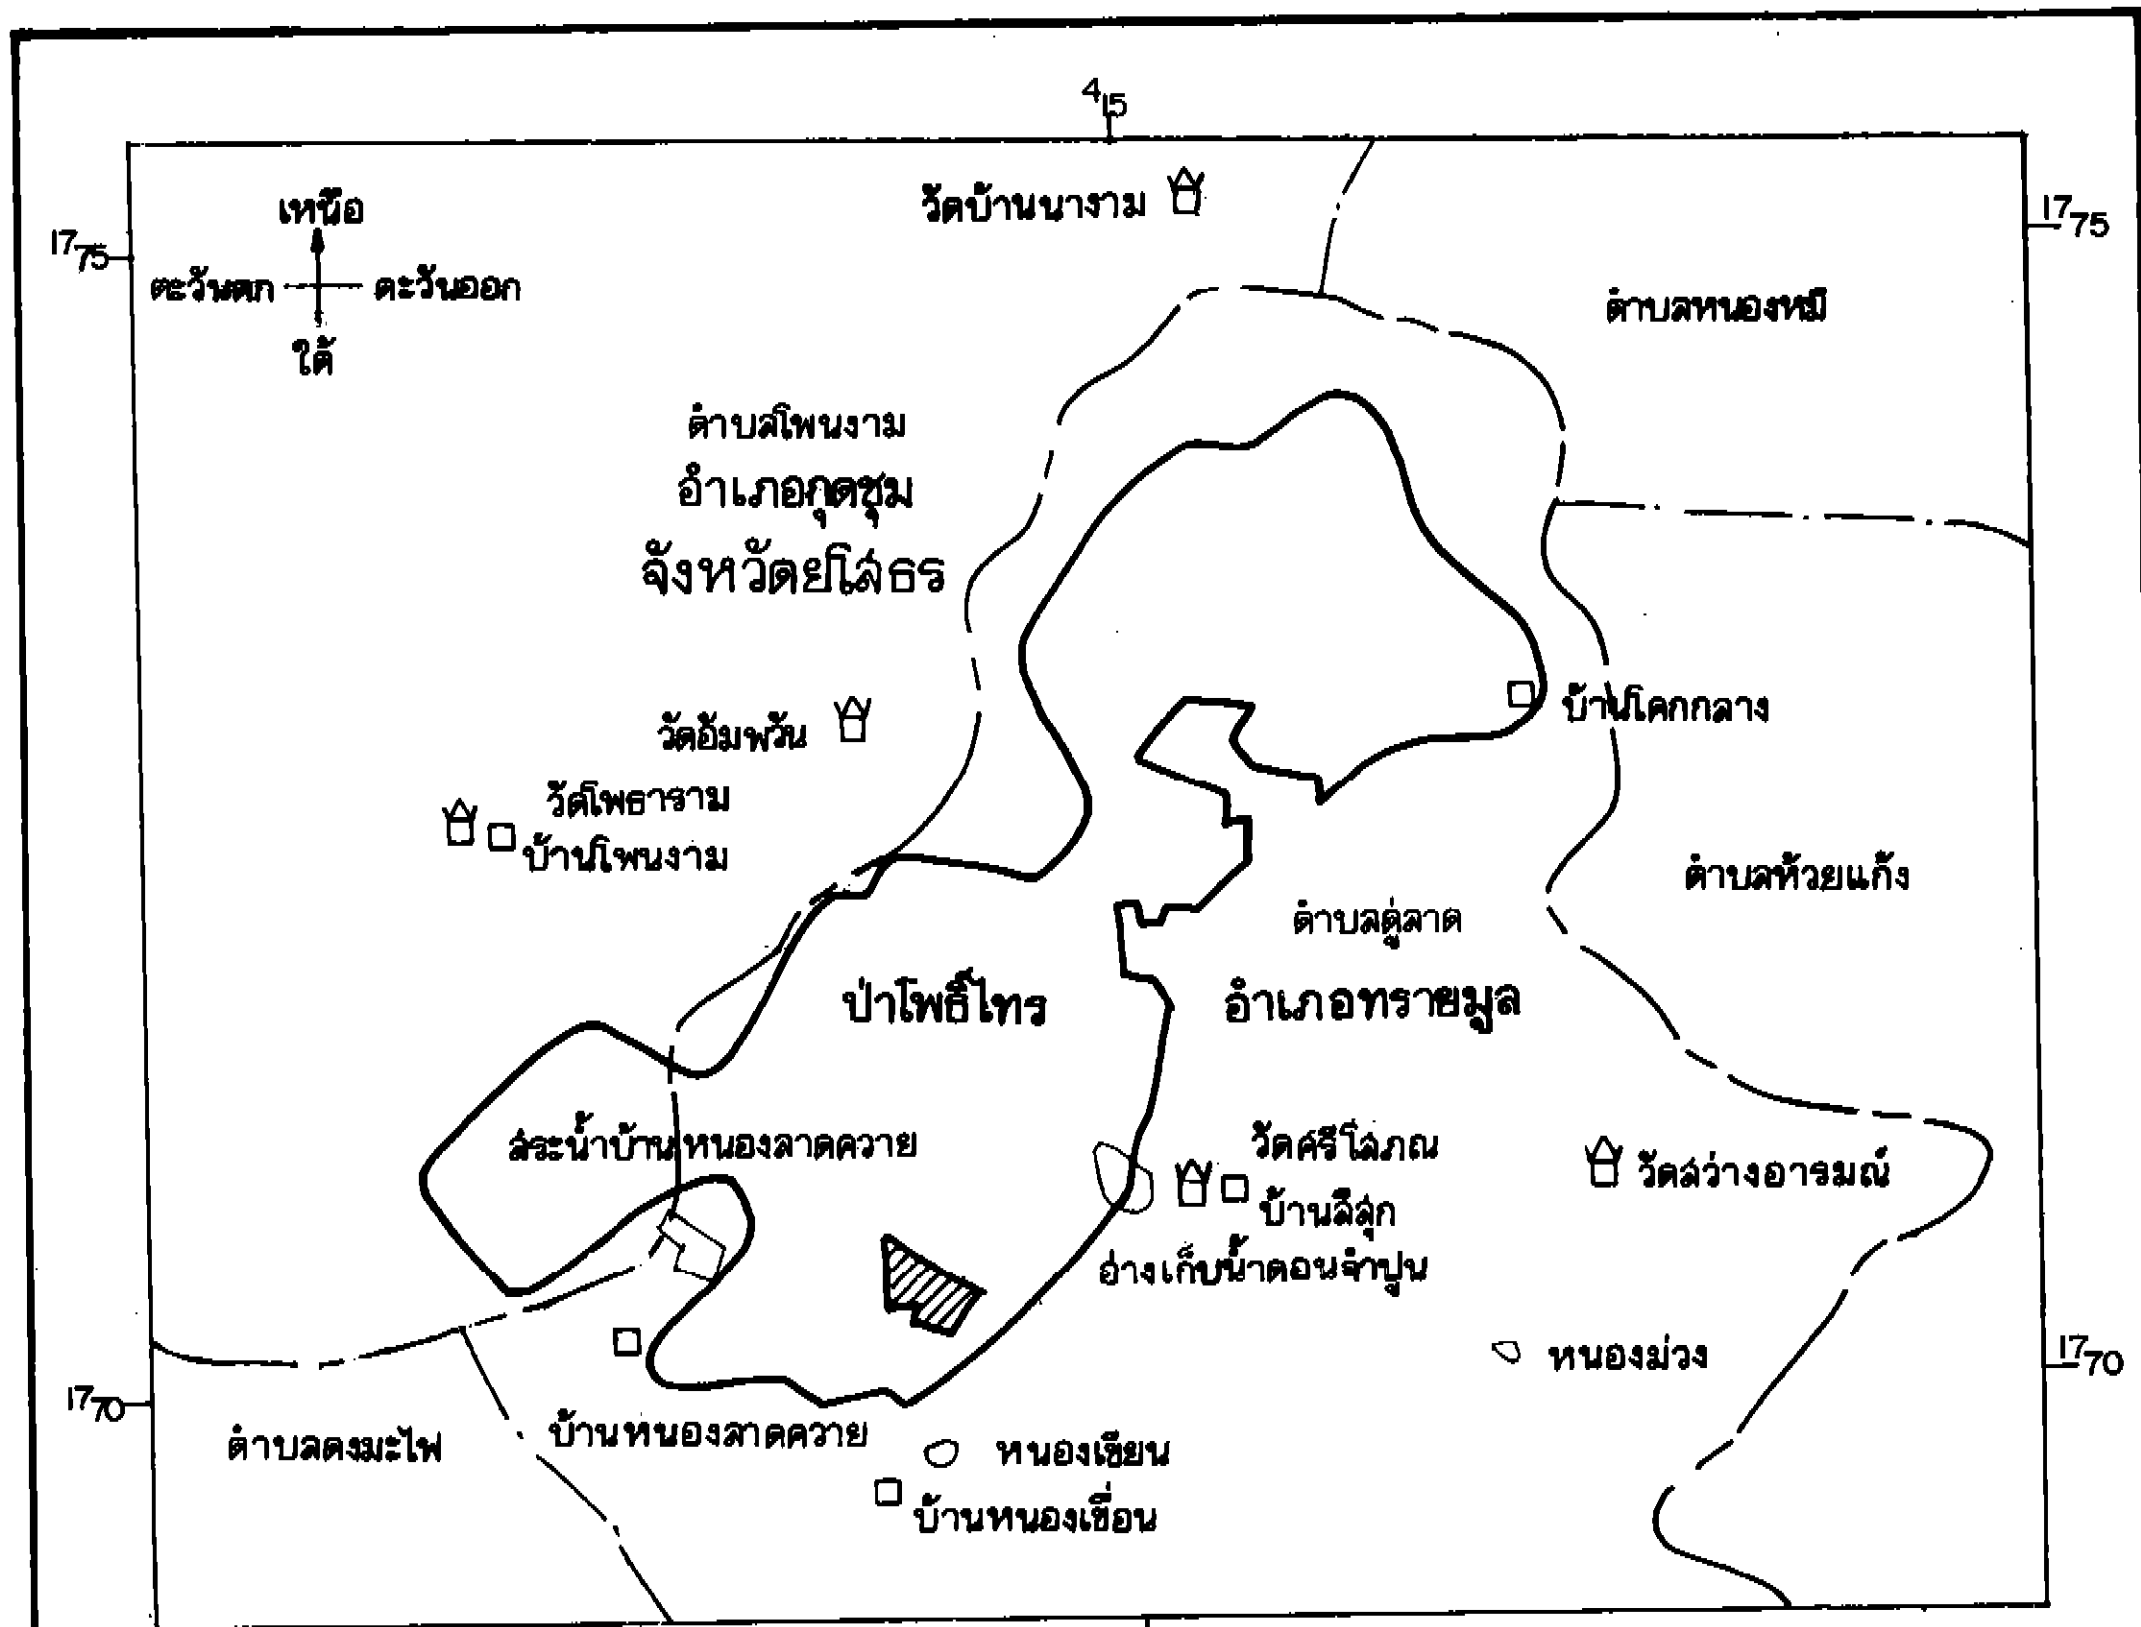 415
วัดบ้านนางาม
เหนือ
1775
1775
ตะวันตก
ตะวันออก
ใต้
ตำบลหนองหมี
ตำบลโพนงาม
อำเภอกุดชุม
จังหวัดยโสธร
บ้านโคกกลาง
วัดอัมพวัน
วัดโพธาราม
บ้านโพนงาม
ตำบลห้วยแก้ง
ตำบลดู่ลาด
ป่าโพธิ์ไทร
อำเภอทรายมูล
สระน้ำบ้านหนองลาดควาย
วัดศรีโสภณ
วัดสว่างอารมณ์
บ้านลีสุก
อ่างเก็บน้ำดอนจำปูน
หนองม่วง
1770
1770
ตำบลดงมะไฟ
บ้านหนองลาดควาย
หนองเขียน
บ้านหนองเขื่อน